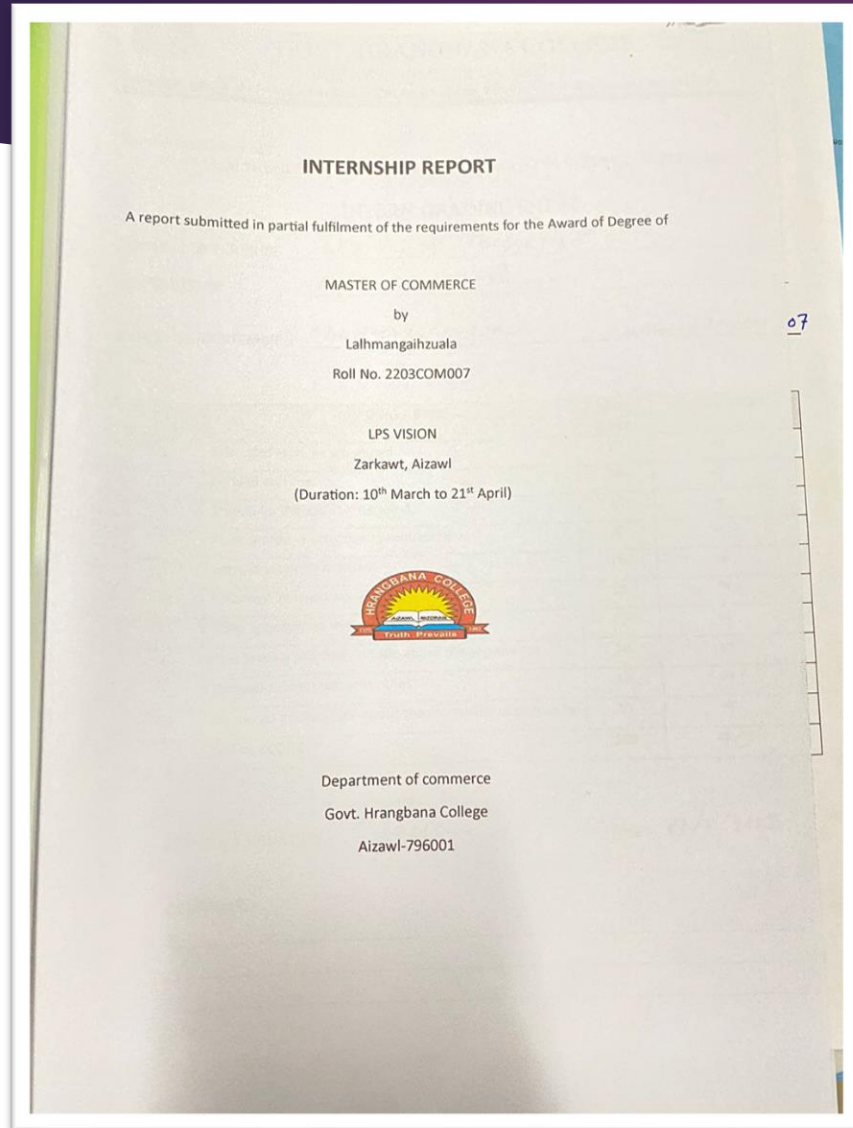 INTERNSHIP REPORT
A report submitted in partial fulfilment of the requirements for the Award of Degree of
MASTER OF COMMERCE
by
Lalhmangaihzuala
Roll No. 2203COM007
07
LPS VISION
Zarkawt, Aizawl
(Duration: 10th March to 21st April)
HRANGBANA COLLEGE
AIZAWL, MIZORAM
Truth Prevails
Department of commerce
Govt. Hrangbana College
Aizawl-796001